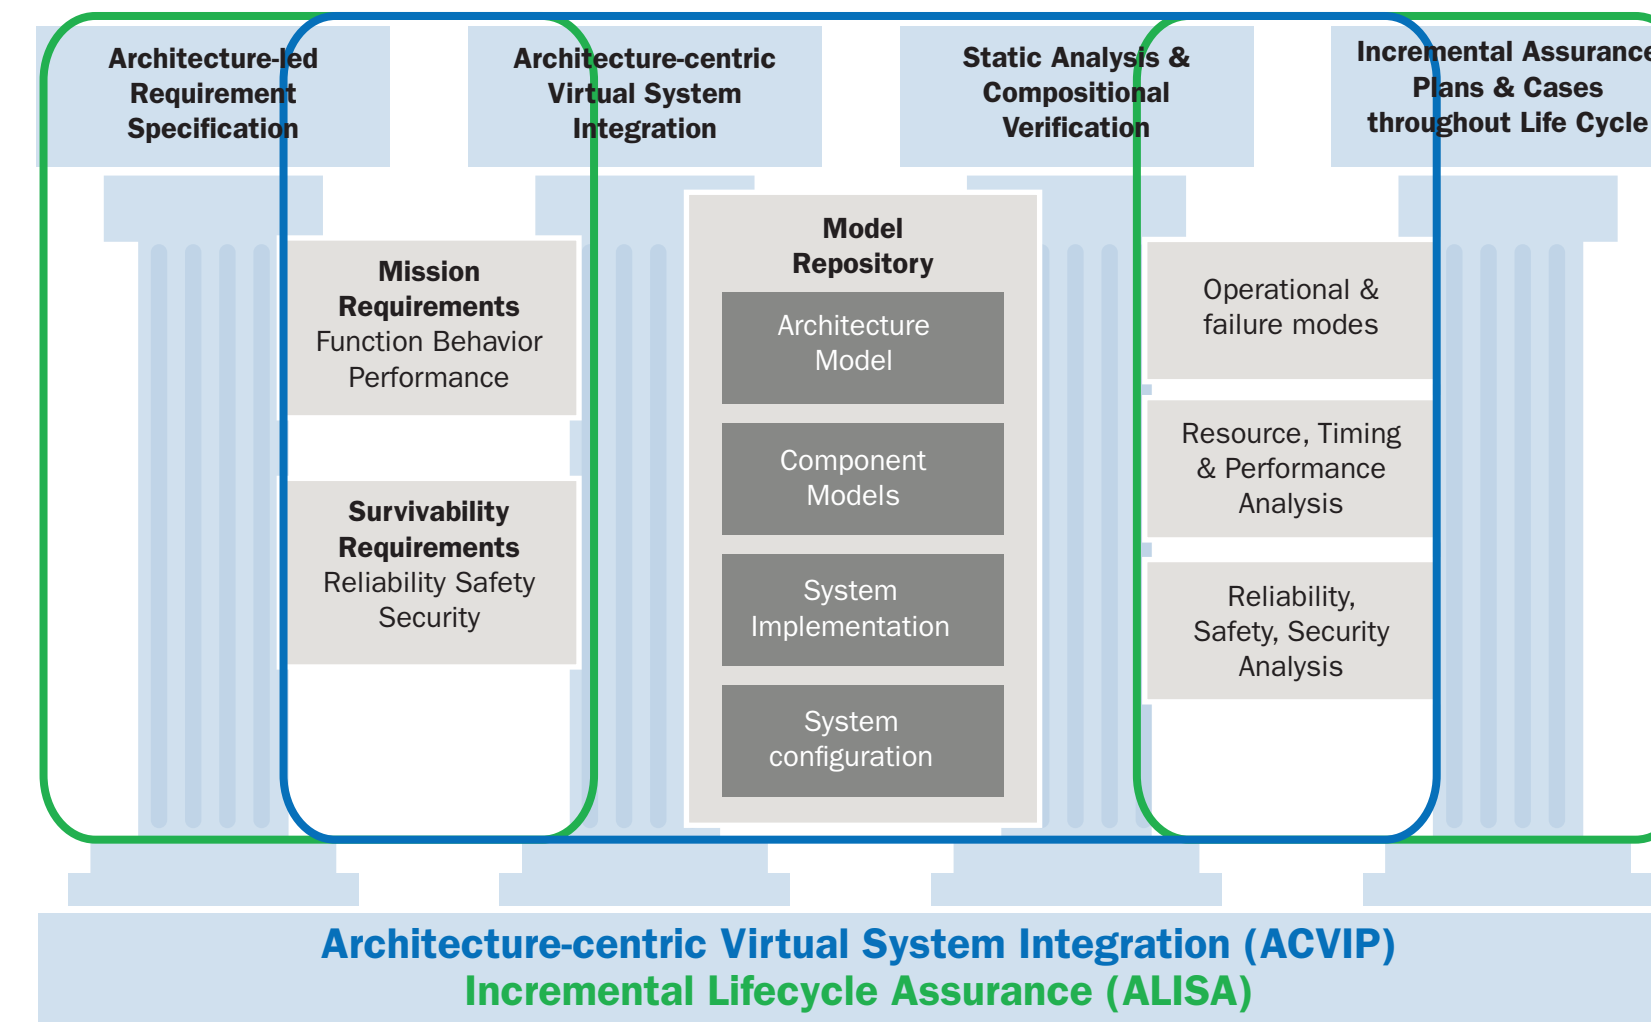 Architecture-led
Requirement
Specification
Architecture-centric
Virtual System
Integration
Static Analysis &
Compositional
Verification
Incremental Assurance
Plans & Cases
throughout Life Cycle
Mission
Requirements
Function Behavior
Performance
Survivability
Requirements
Reliability Safety
Security
Model
Repository
Architecture
Model
Component
Models
System
Implementation
System
configuration
Operational &
failure modes
Resource, Timing
& Performance
Analysis
Reliability,
Safety, Security
Analysis
Architecture-centric Virtual System Integration (ACVIP)
Incremental Lifecycle Assurance (ALISA)